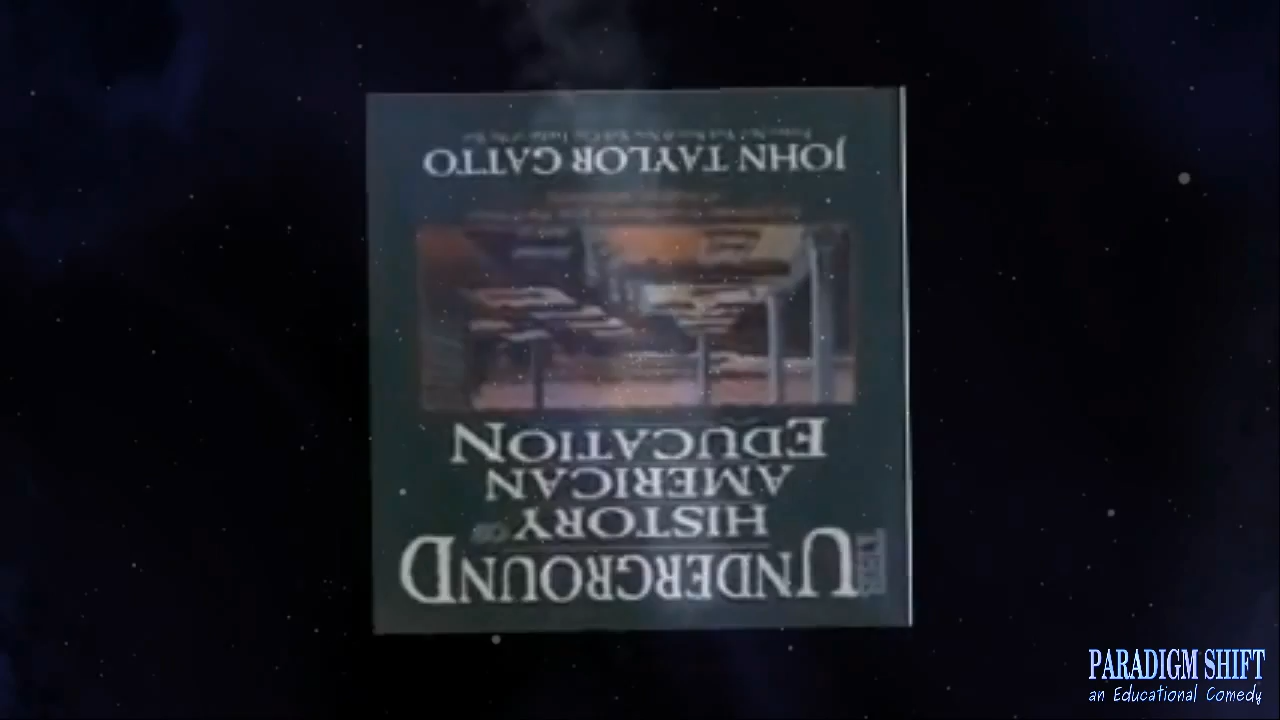 THE
UNDERGROUND
HISTORY OF
AMERICAN
EDUCATION
JOHN TAYLOR GATTO
PARADIGM SHIFT
an Educational Comedy